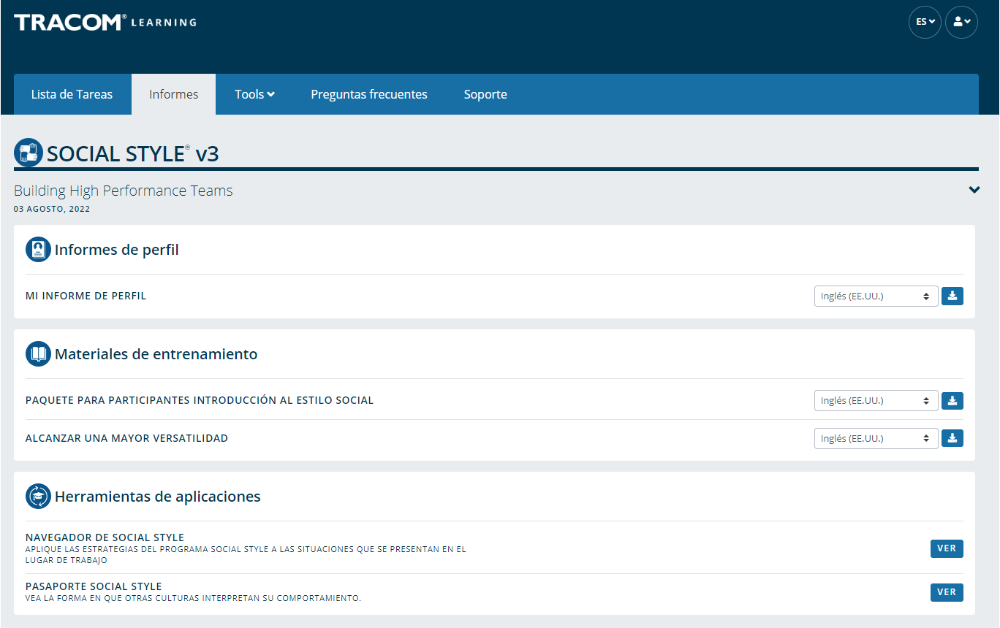 TRACOM® LEARNING
ES
Lista de Tareas
Informes
Tools
Preguntas frecuentes
Soporte
SOCIAL STYLE® v3
Building High Performance Teams
03 AGOSTO, 2022
Informes de perfil
MI INFORME DE PERFIL
Inglés (EE.UU.)
Materiales de entrenamiento
PAQUETE PARA PARTICIPANTES INTRODUCCIÓN AL ESTILO SOCIAL
Inglés (EE.UU.)
ALCANZAR UNA MAYOR VERSATILIDAD
Inglés (EE.UU.)
Herramientas de aplicaciones
NAVEGADOR DE SOCIAL STYLE
APLIQUE LAS ESTRATEGIAS DEL PROGRAMA SOCIAL STYLE A LAS SITUACIONES QUE SE PRESENTAN EN EL
LUGAR DE TRABAJO
VER
PASAPORTE SOCIAL STYLE
VEA LA FORMA EN QUE OTRAS CULTURAS INTERPRETAN SU COMPORTAMIENTO.
VER